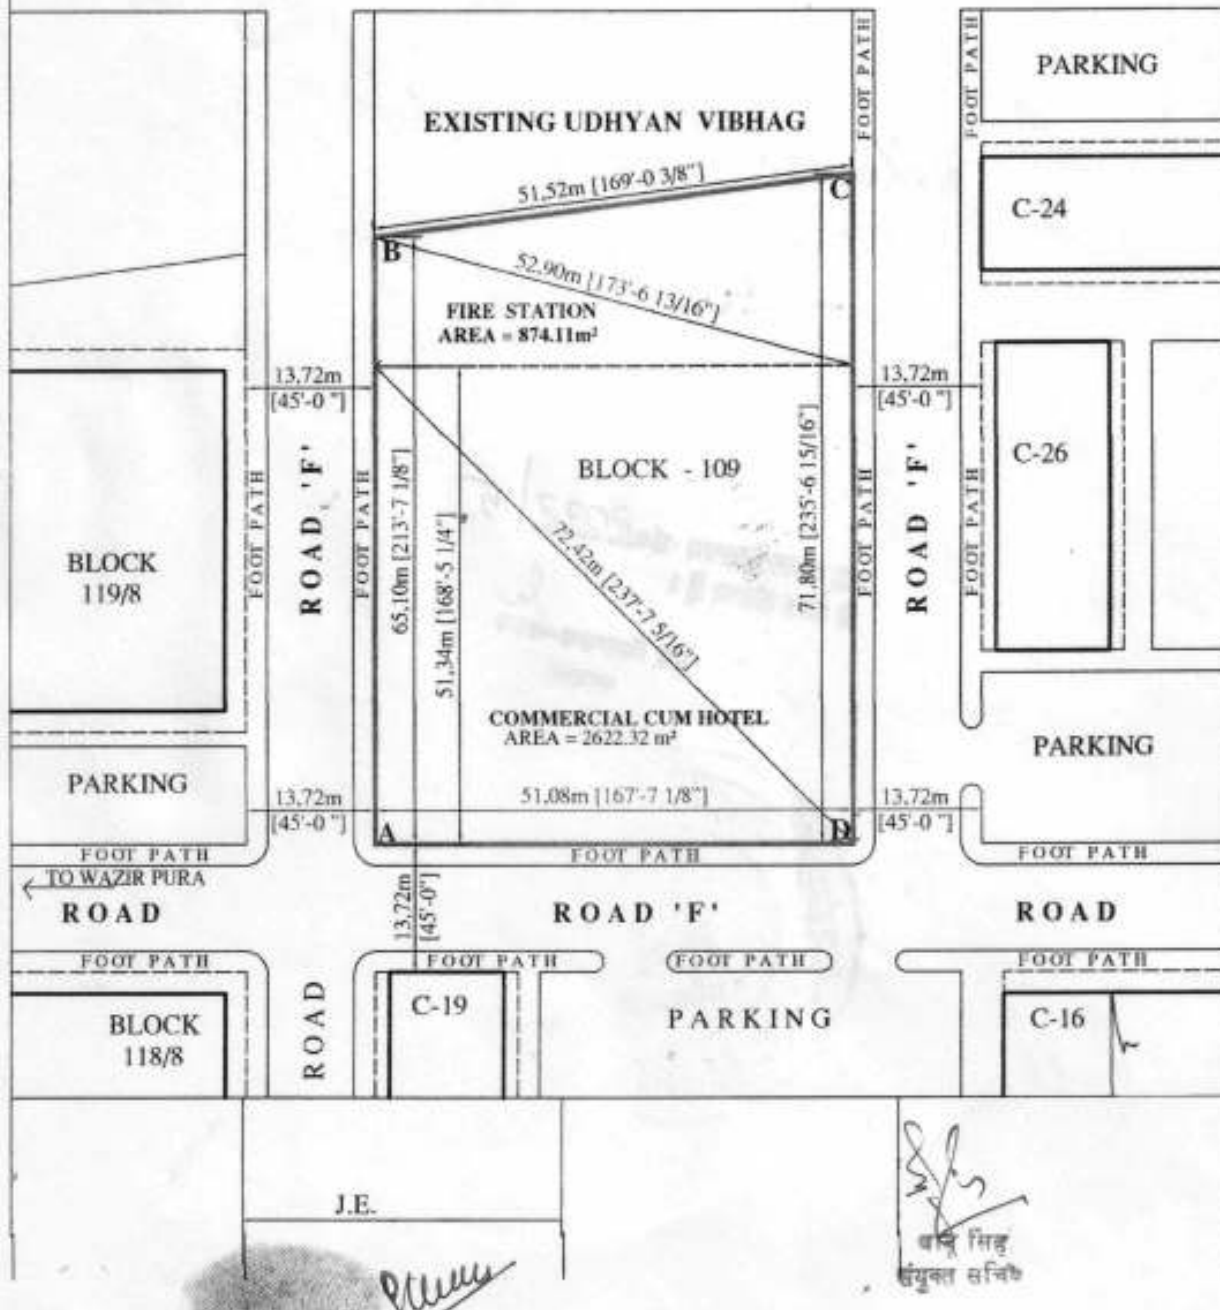 FOOT PATH
FOOT PATH
PARKING
EXISTING UDHYAN VIBHAG
51,52m [169'-0 3/8"]
C
C-24
B
52,90m [173'-6 13/16"]
FIRE STATION
AREA = 874.11m²
13,72m
[45'-0 "]
13,72m
[45'-0 "]
BLOCK - 109
C-26
FOOT PATH
ROAD 'F'
FOOT PATH
65,10m [213'-7 1/8"]
51,34m [168'-5 1/4"]
72,42m [237'-7 5/16"]
71,80m [235'-6 15/16"]
FOOT PATH
ROAD 'F'
FOOT PATH
BLOCK
119/8
COMMERCIAL CUM HOTEL
AREA = 2622.32 m²
PARKING
PARKING
13,72m
[45'-0 "]
51,08m [167'-7 1/8"]
13,72m
[45'-0 "]
A
D
FOOT PATH
FOOT PATH
FOOT PATH
TO WAZIR PURA
ROAD
13,72m
[45'-0"]
ROAD 'F'
ROAD
FOOT PATH
FOOT PATH
FOOT PATH
FOOT PATH
BLOCK
118/8
ROAD
C-19
PARKING
C-16
J.E.
सिंह
संयुक्त सचिव